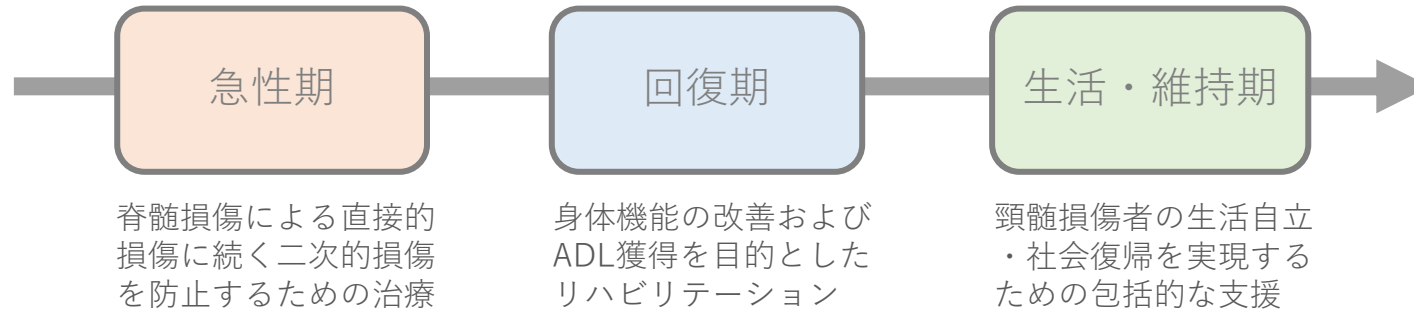 急性期
回復期
生活・維持期
脊髄損傷による直接的
損傷に続く二次的損傷
を防止するための治療
身体機能の改善および
ADL獲得を目的とした
リハビリテーション
頸髄損傷者の生活自立
・社会復帰を実現する
ための包括的な支援